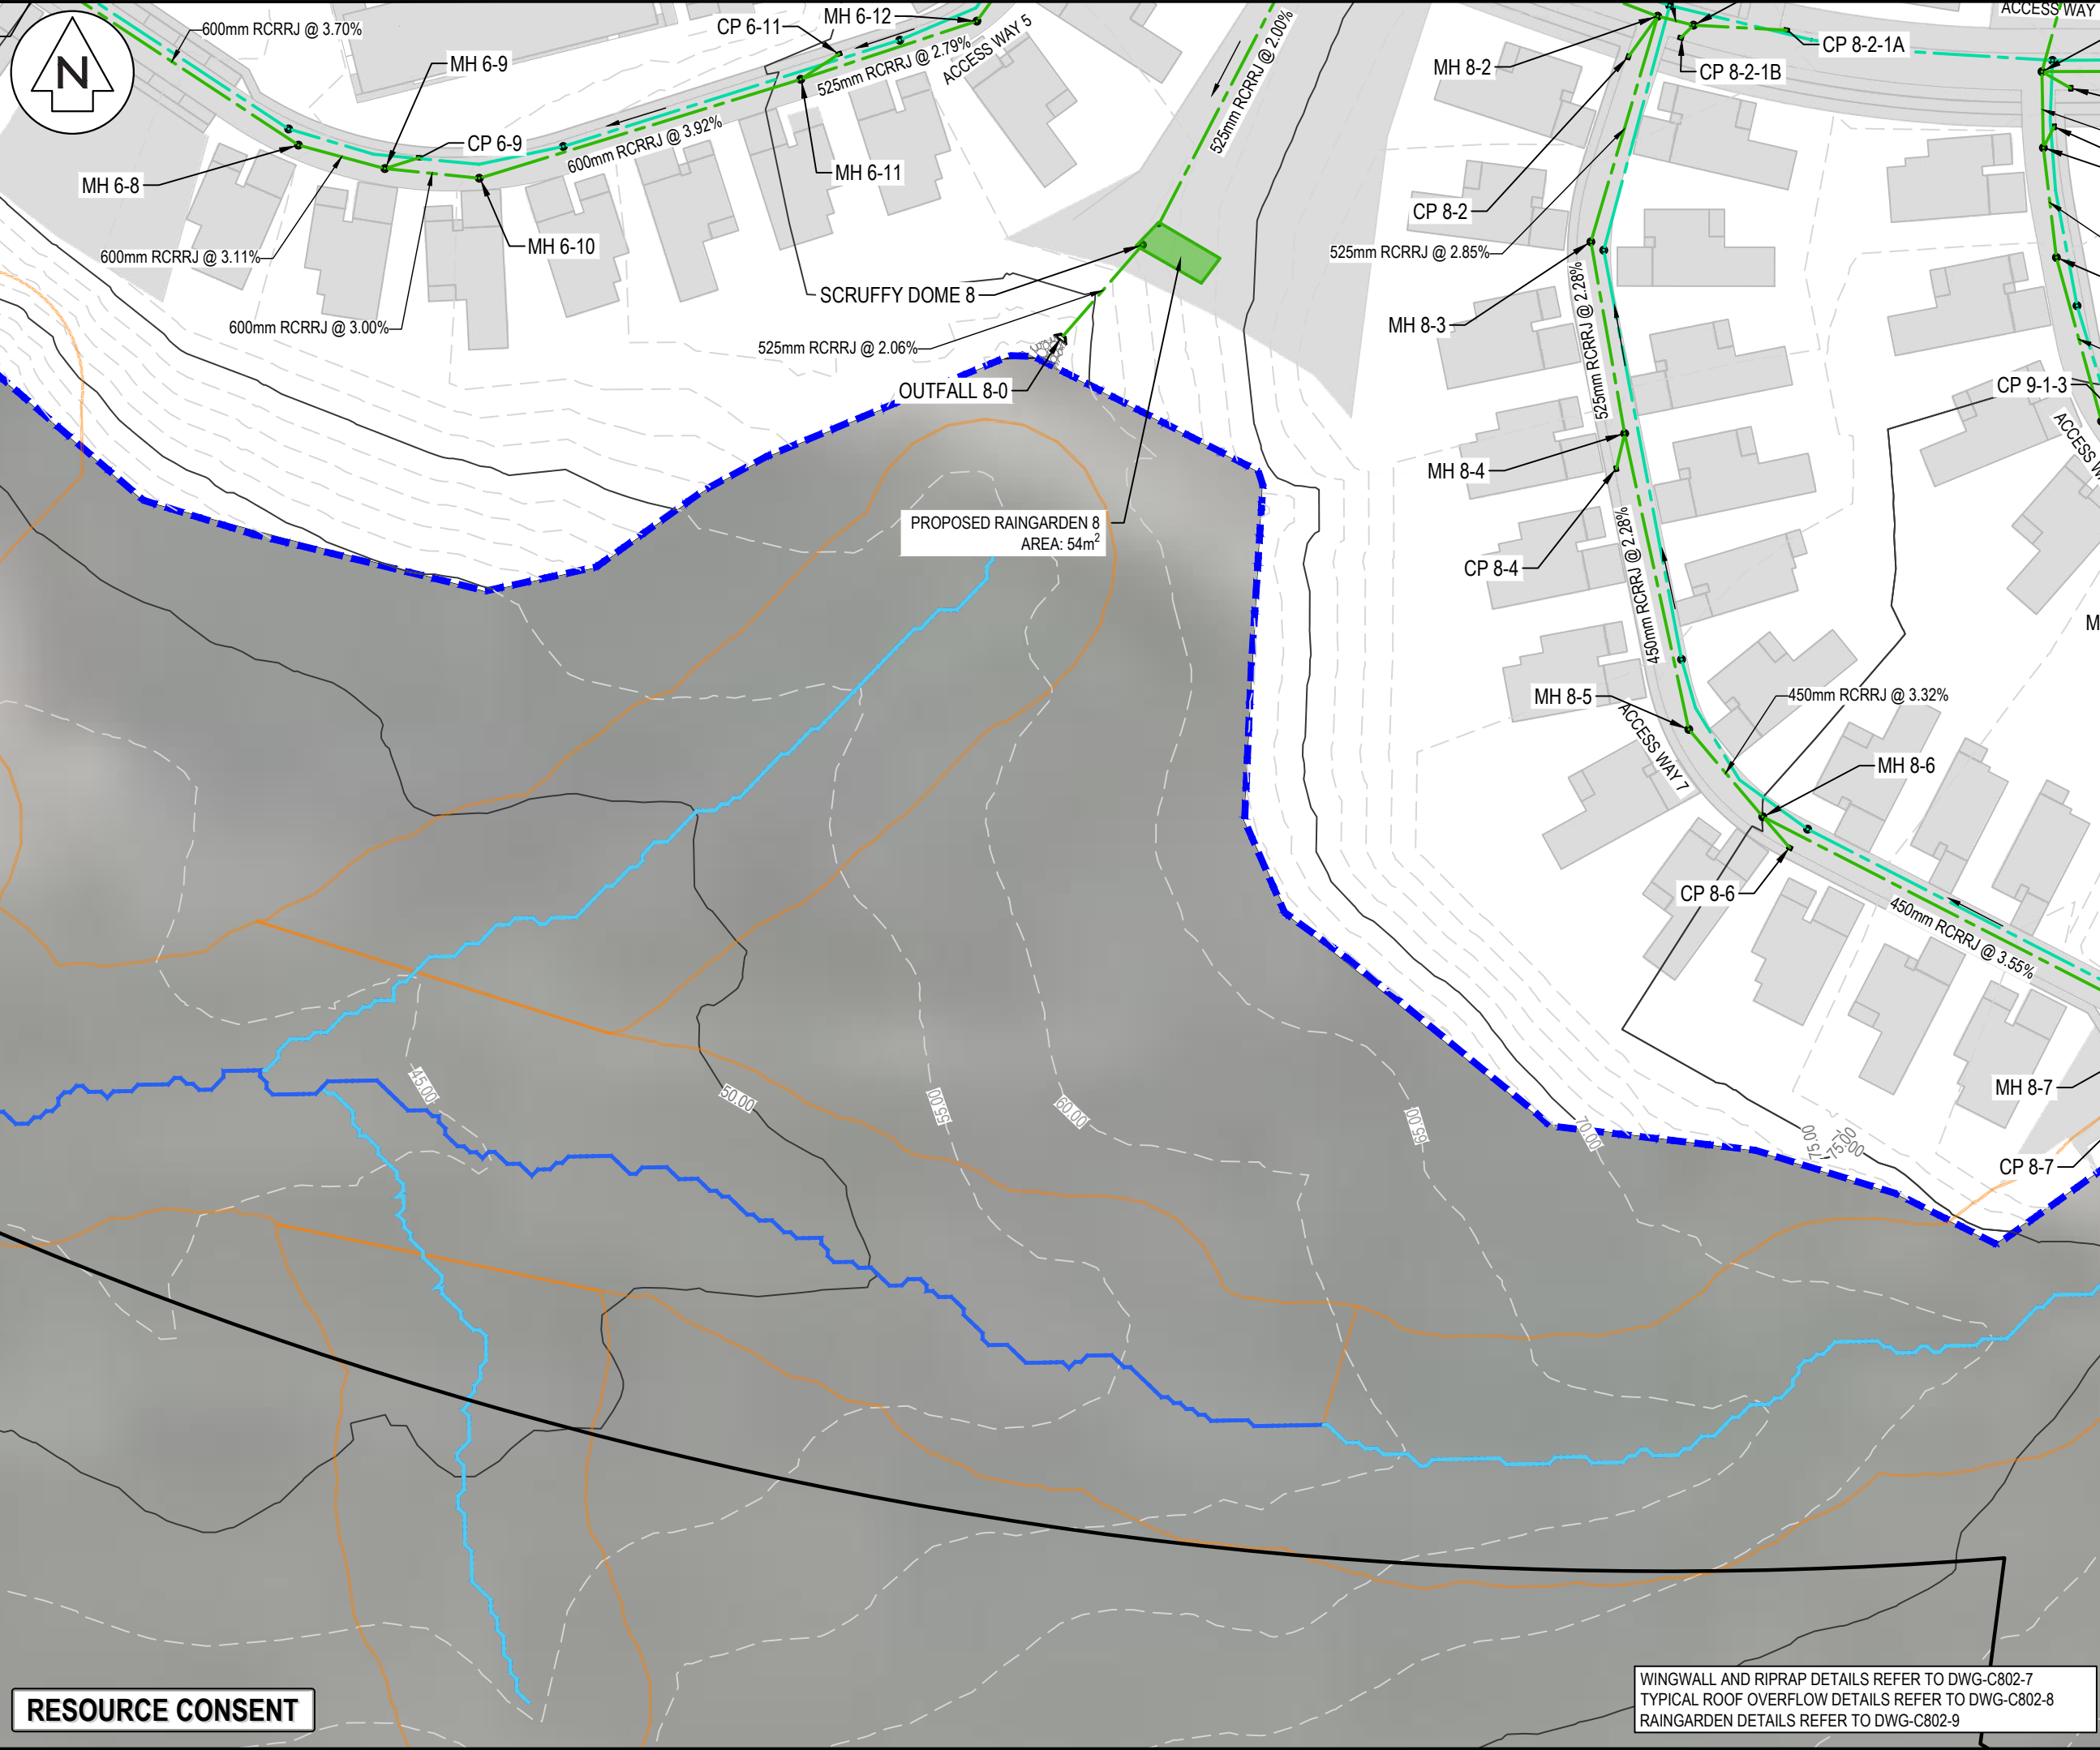 ACCESS WAY
N
600mm RCRRJ @ 3.70%
MH 6-9
CP 6-11
MH 6-12
525mm RCRRJ @ 2.79%
ACCESS WAY 5
525mm RCRRJ @ 2.00%
MH 8-2
CP 8-2-1A
CP 8-2-1B
CP 6-9
600mm RCRRJ @ 3.92%
MH 6-8
MH 6-11
CP 8-2
600mm RCRRJ @ 3.11%
MH 6-10
525mm RCRRJ @ 2.85%
SCRUFFY DOME 8
600mm RCRRJ @ 3.00%
MH 8-3
525mm RCRRJ @ 2.28%
525mm RCRRJ @ 2.06%
OUTFALL 8-0
CP 9-1-3
ACCESS W
MH 8-4
PROPOSED RAINGARDEN 8
AREA: 54m²
CP 8-4
450mm RCRRJ @ 2.28%
M
MH 8-5
450mm RCRRJ @ 3.32%
ACCESS WAY 7
MH 8-6
CP 8-6
450mm RCRRJ @ 3.55%
45.00
50.00
55.00
60.00
65.00
70.00
75.00
75.00
MH 8-7
CP 8-7
RESOURCE CONSENT
WINGWALL AND RIPRAP DETAILS REFER TO DWG-C802-7
TYPICAL ROOF OVERFLOW DETAILS REFER TO DWG-C802-8
RAINGARDEN DETAILS REFER TO DWG-C802-9